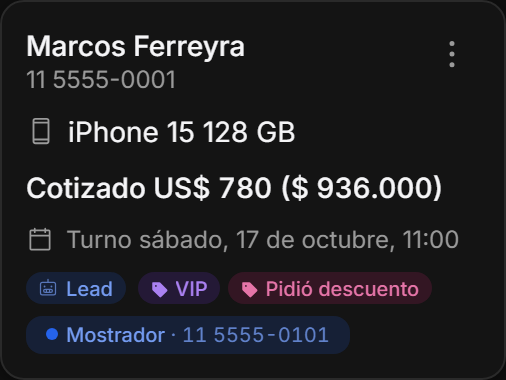 Marcos Ferreyra
11 5555-0001
iPhone 15 128 GB
Cotizado US$ 780 ($ 936.000)
Turno sábado, 17 de octubre, 11:00
Lead VIP Pidió descuento
Mostrador · 11 5555-0101